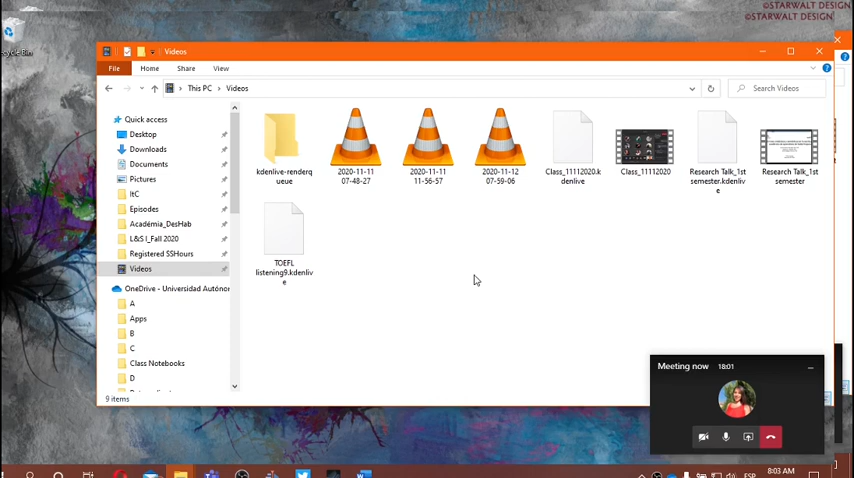 ©STARWALT DESIGN
©STARWALT DESIGN
Videos
File Home Share View
This PC > Videos
Search Videos
Quick access
Desktop
Downloads
Documents
Pictures
ItC
Episodes
Académia_DesHab
L&S I_Fall 2020
Registered SSHours
Videos
OneDrive - Universidad Autónor
A
Apps
B
C
Class Notebooks
D
kdenlive-renderq
ueue
2020-11-11
07-48-27
2020-11-11
11-56-57
2020-11-12
07-59-06
Class_11112020.k
denlive
Class_11112020
Research Talk_1st
semester.kdenliv
e
Research Talk_1st
semester
TOEFL
listening9.kdenliv
e
9 items
Meeting now 18:01
ESP
8:03 AM